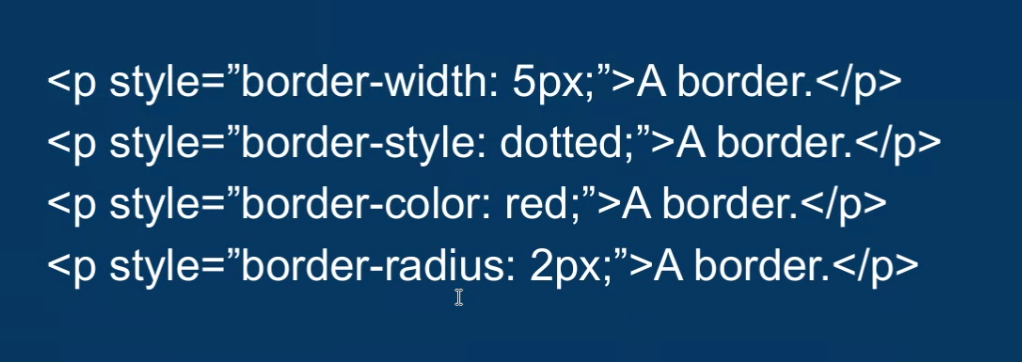 <p style=”border-width: 5px;”>A border.</p>
<p style=”border-style: dotted;”>A border.</p>
<p style=”border-color: red;”>A border.</p>
<p style=”border-radius: 2px;”>A border.</p>